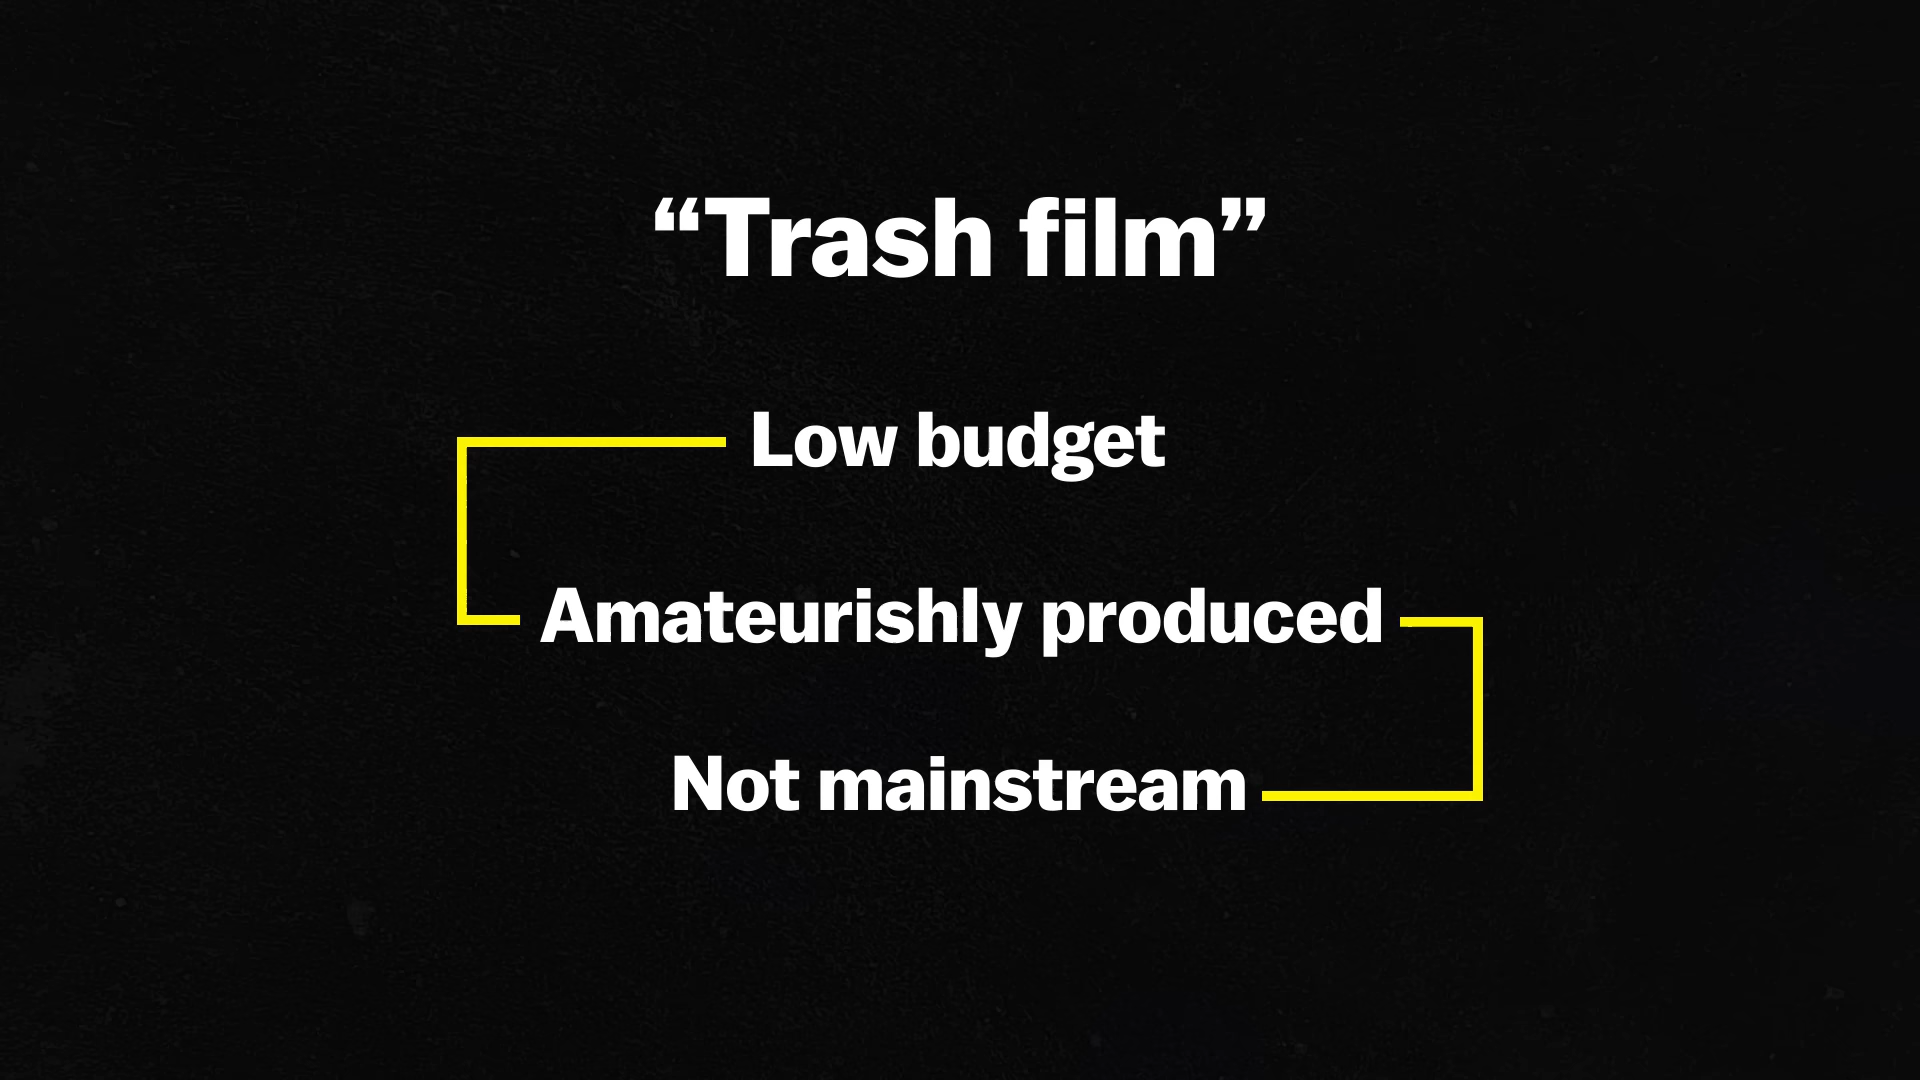 “Trash film”
Low budget
Amateurishly produced
Not mainstream